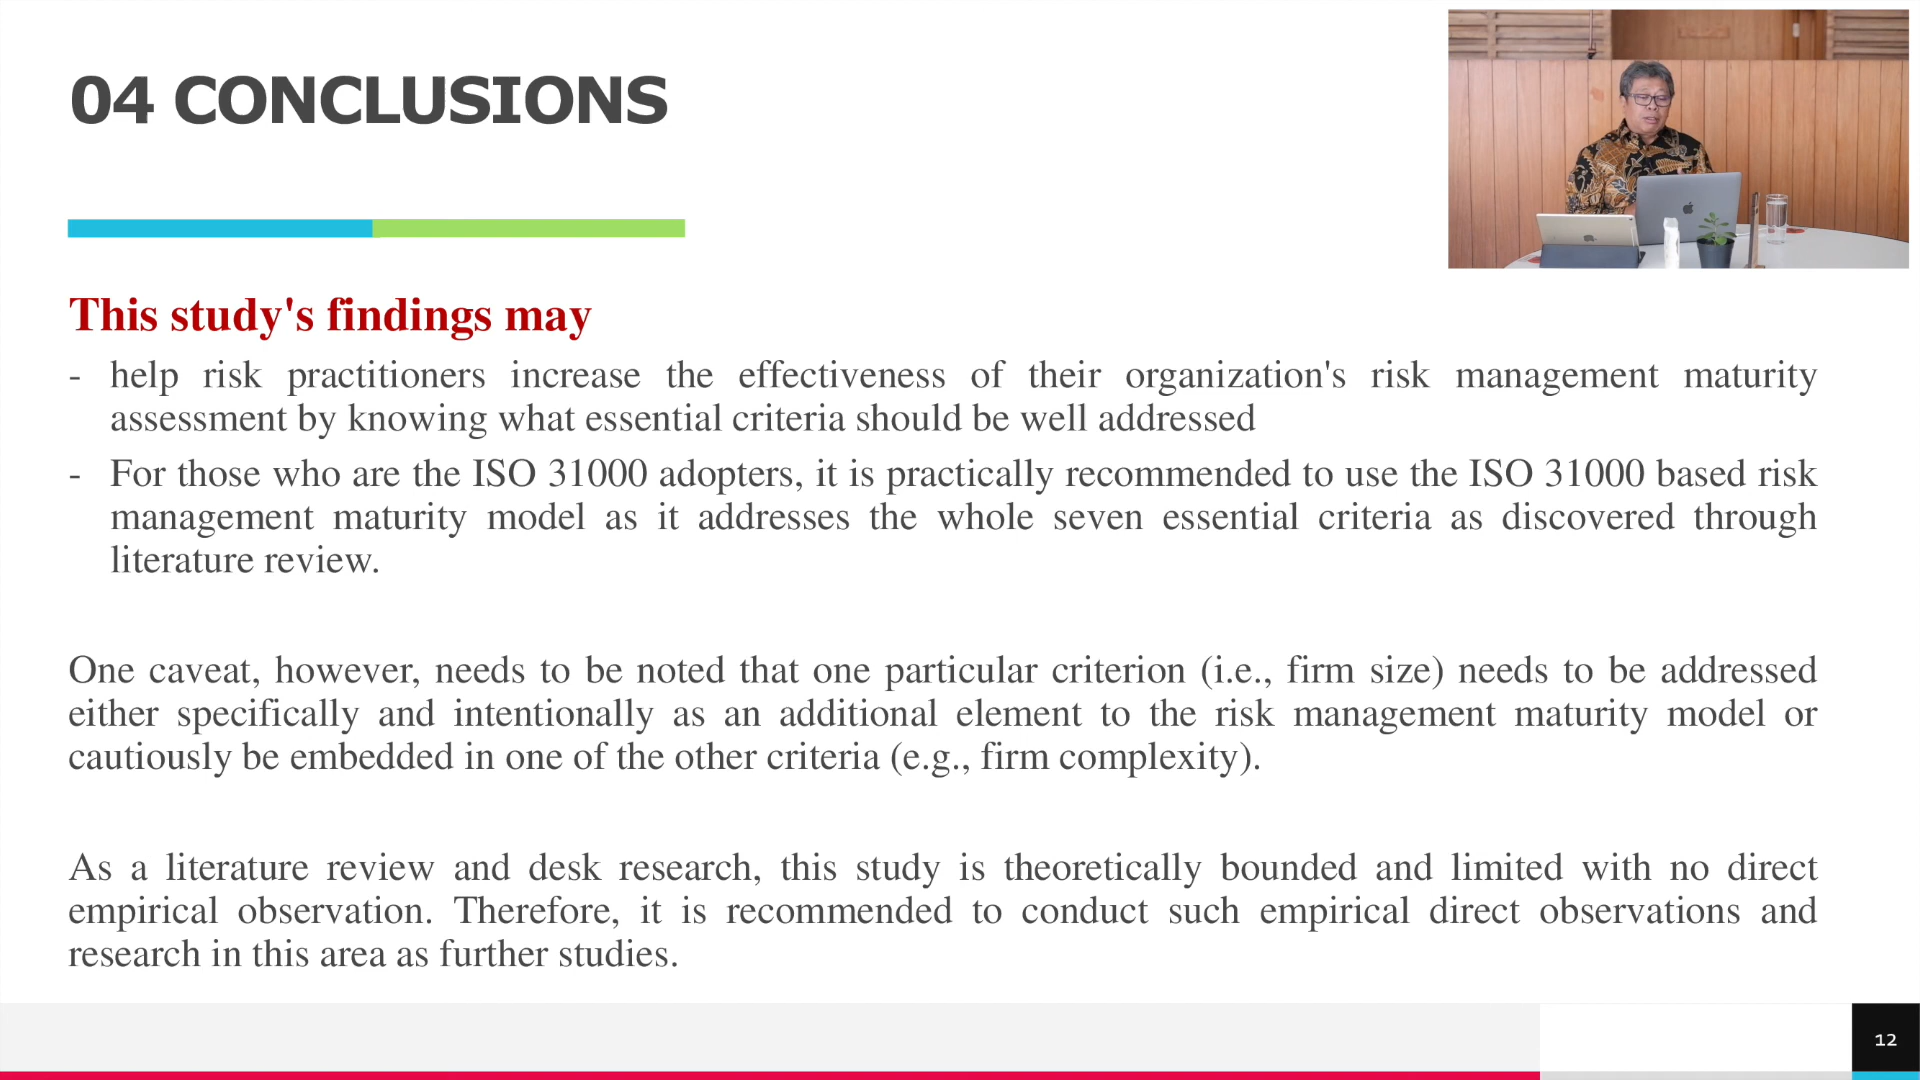 04 CONCLUSIONS
This study's findings may
- help risk practitioners increase the effectiveness of their organization's risk management maturity
assessment by knowing what essential criteria should be well addressed
- For those who are the ISO 31000 adopters, it is practically recommended to use the ISO 31000 based risk
management maturity model as it addresses the whole seven essential criteria as discovered through
literature review.
One caveat, however, needs to be noted that one particular criterion (i.e., firm size) needs to be addressed
either specifically and intentionally as an additional element to the risk management maturity model or
cautiously be embedded in one of the other criteria (e.g., firm complexity).
As a literature review and desk research, this study is theoretically bounded and limited with no direct
empirical observation. Therefore, it is recommended to conduct such empirical direct observations and
research in this area as further studies.
12